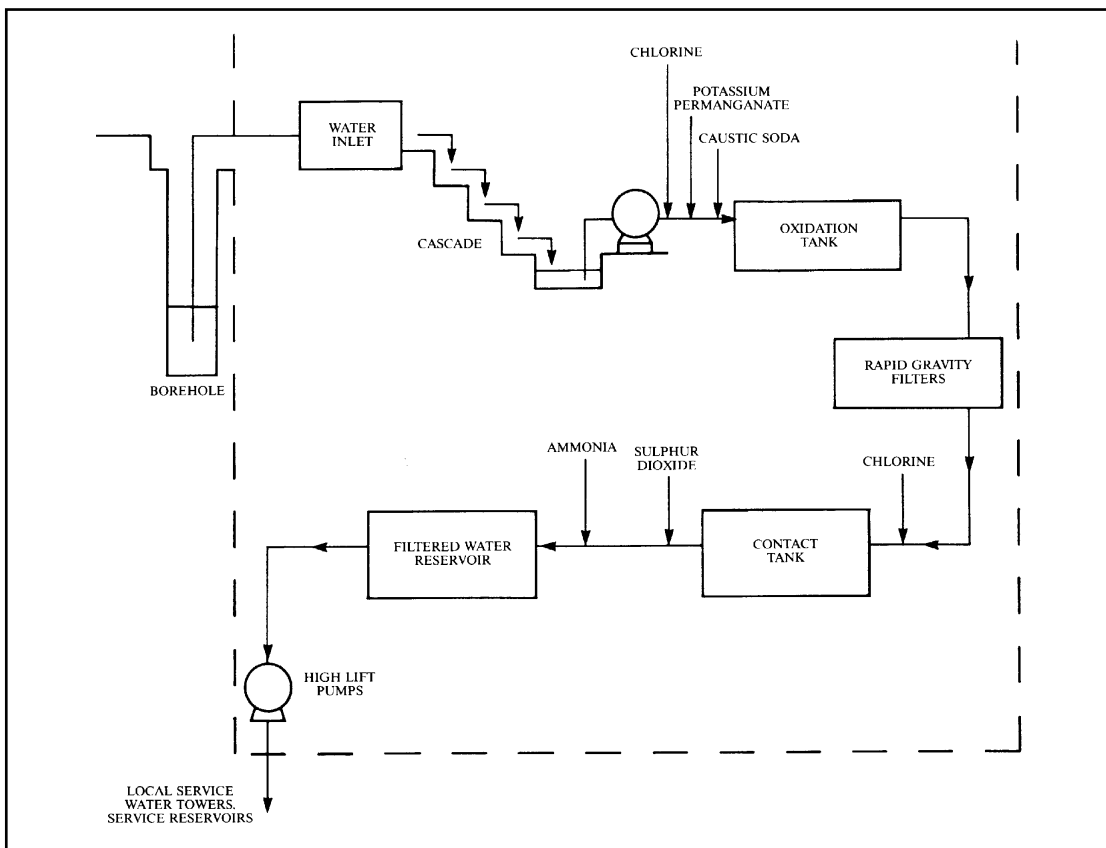 CHLORINE
POTASSIUM
PERMANGANATE
CAUSTIC SODA
WATER
INLET
CASCADE
OXIDATION
TANK
BOREHOLE
RAPID GRAVITY
FILTERS
AMMONIA
SULPHUR
DIOXIDE
CHLORINE
FILTERED WATER
RESERVOIR
CONTACT
TANK
HIGH LIFT
PUMPS
LOCAL SERVICE
WATER TOWERS.
SERVICE RESERVOIRS